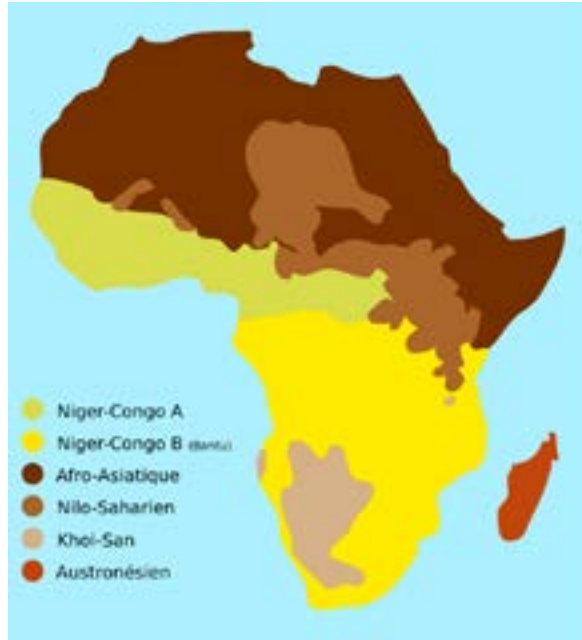 Niger-Congo A
Niger-Congo B (Bantu)
Afro-Asiatique
Nilo-Saharien
Khoi-San
Austronésien